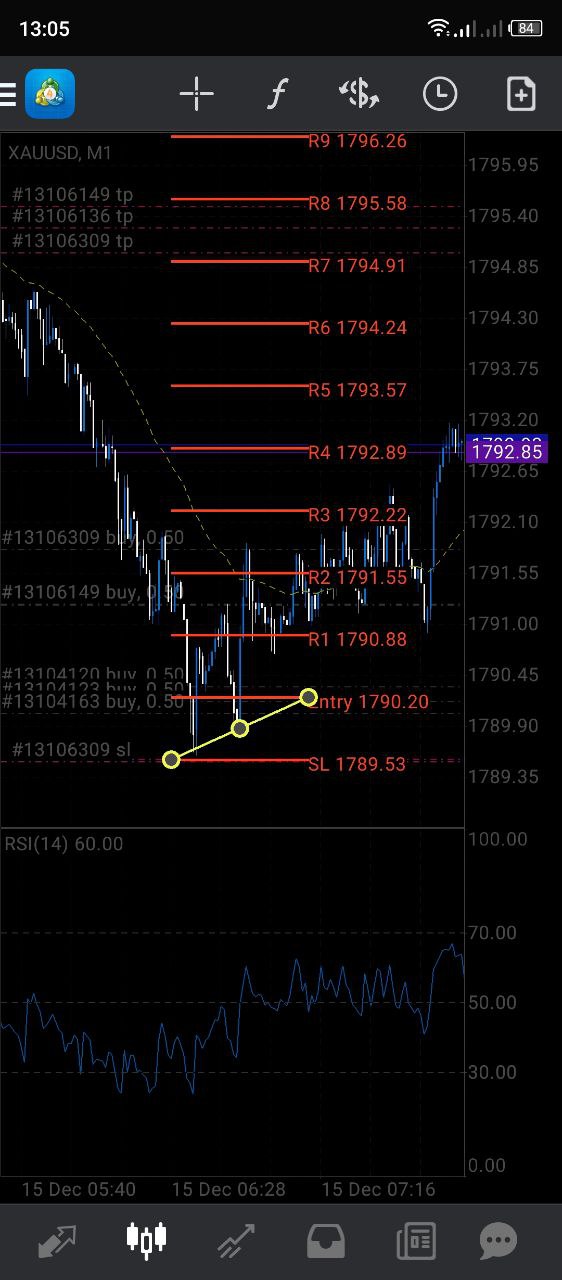 13:05
84
XAUUSD, M1
R9 1796.26
1795.95
#13106149 tp
R8 1795.58
#13106136 tp
1795.40
#13106309 tp
R7 1794.91
1794.85
R6 1794.24
1794.30
1793.75
R5 1793.57
1793.20
R4 1792.89
1792.85
1792.65
R3 1792.22
1792.10
#13106309 buy, 0.50
R2 1791.55
1791.55
#13106149 buy, 0.50
R1 1790.88
1791.00
#13104120 buy, 0.50
1790.45
#13104123 buy, 0.50
#13104163 buy, 0.50
Entry 1790.20
1789.90
#13106309 sl
SL 1789.53
1789.35
RSI(14) 60.00
100.00
70.00
50.00
30.00
0.00
15 Dec 05:40
15 Dec 06:28
15 Dec 07:16